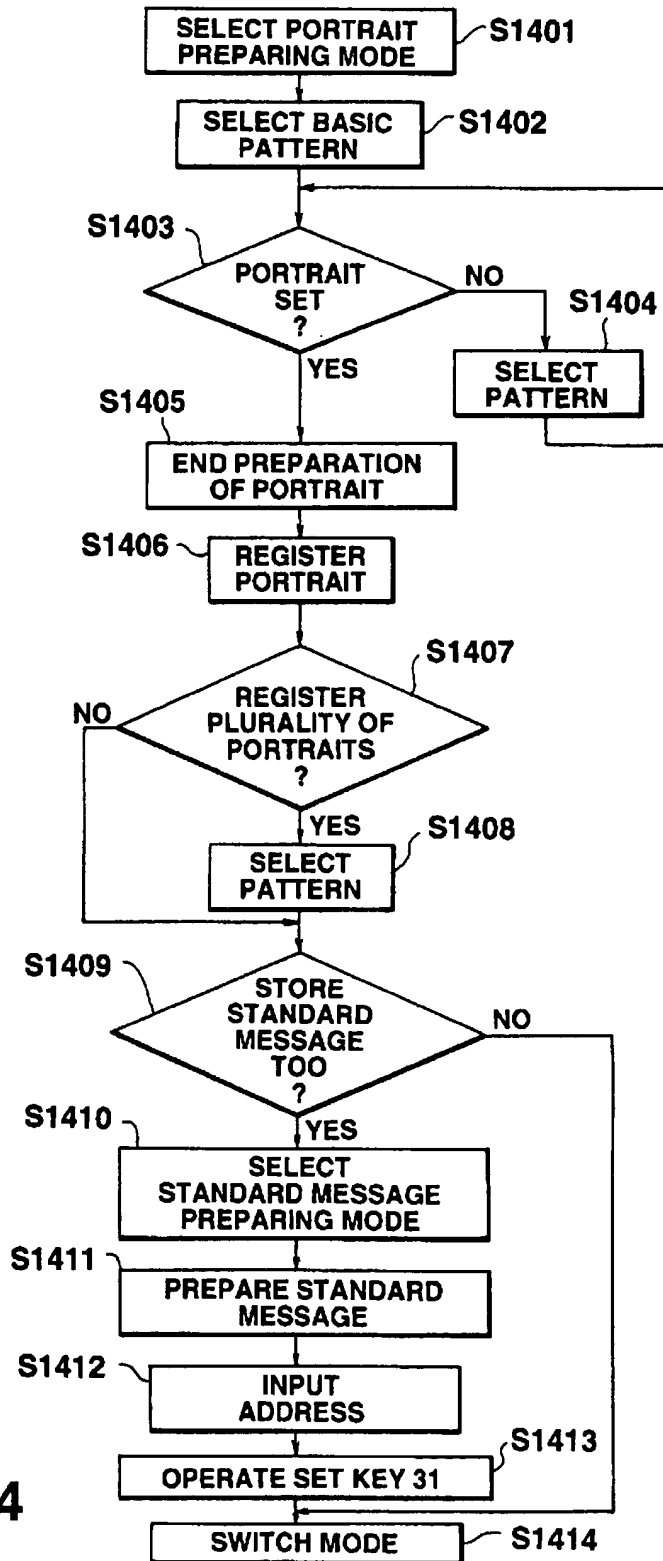 SELECT PORTRAIT
PREPARING MODE
S1401
SELECT BASIC
PATTERN
S1402
S1403
PORTRAIT
SET
?
NO
S1404
YES
SELECT
PATTERN
S1405
END PREPARATION
OF PORTRAIT
S1406
REGISTER
PORTRAIT
S1407
REGISTER
PLURALITY OF
PORTRAITS
?
NO
YES
S1408
SELECT
PATTERN
S1409
STORE
STANDARD
MESSAGE
TOO
?
NO
YES
S1410
SELECT
STANDARD MESSAGE
PREPARING MODE
S1411
PREPARE STANDARD
MESSAGE
S1412
INPUT
ADDRESS
S1413
OPERATE SET KEY 31
4
SWITCH MODE
S1414